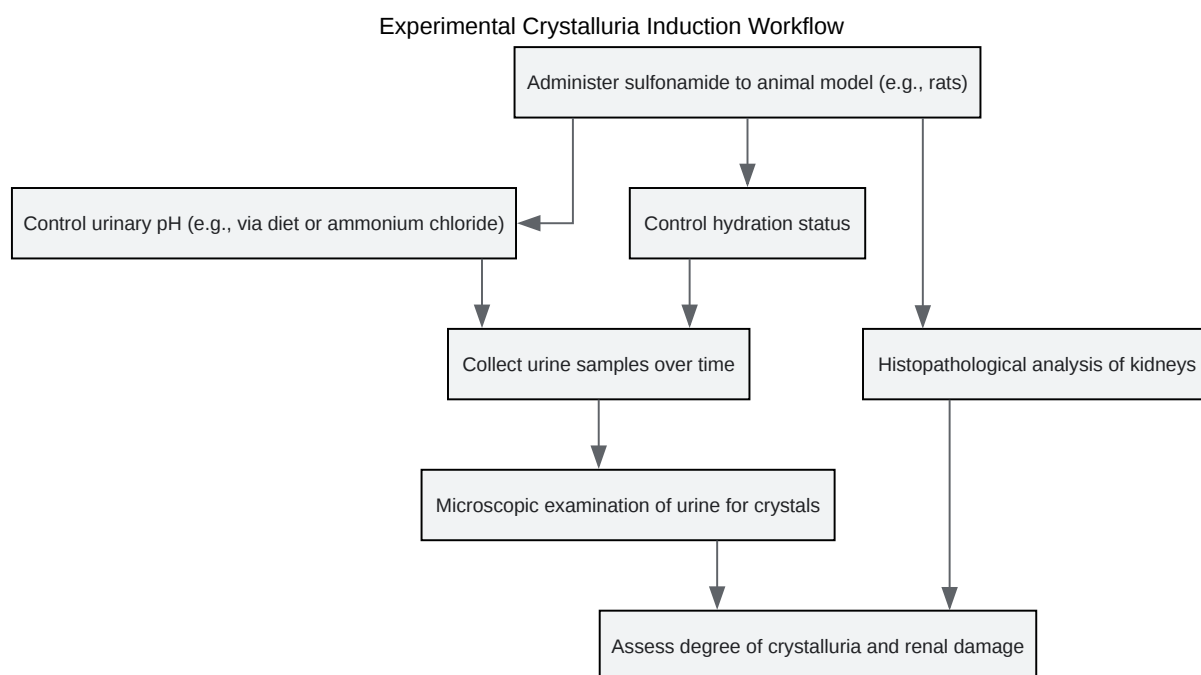 Experimental Crystalluria Induction Workflow
Administer sulfonamide to animal model (e.g., rats)
Control urinary pH (e.g., via diet or ammonium chloride)
Control hydration status
Collect urine samples over time
Histopathological analysis of kidneys
Microscopic examination of urine for crystals
Assess degree of crystalluria and renal damage